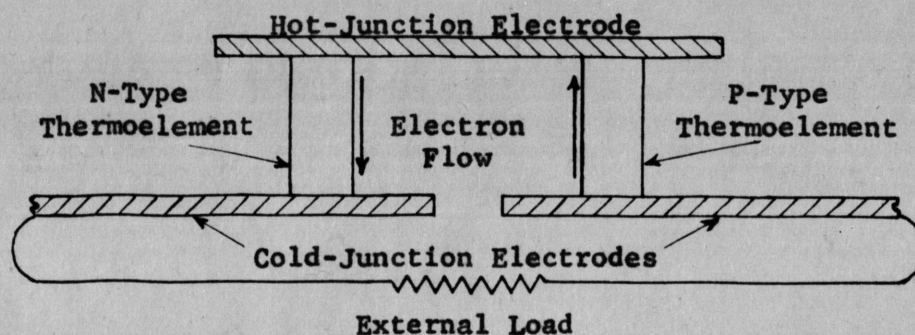 Hot-Junction Electrode
N-Type
Thermoelement
Electron
Flow
P-Type
Thermoelement
Cold-Junction Electrodes
External Load